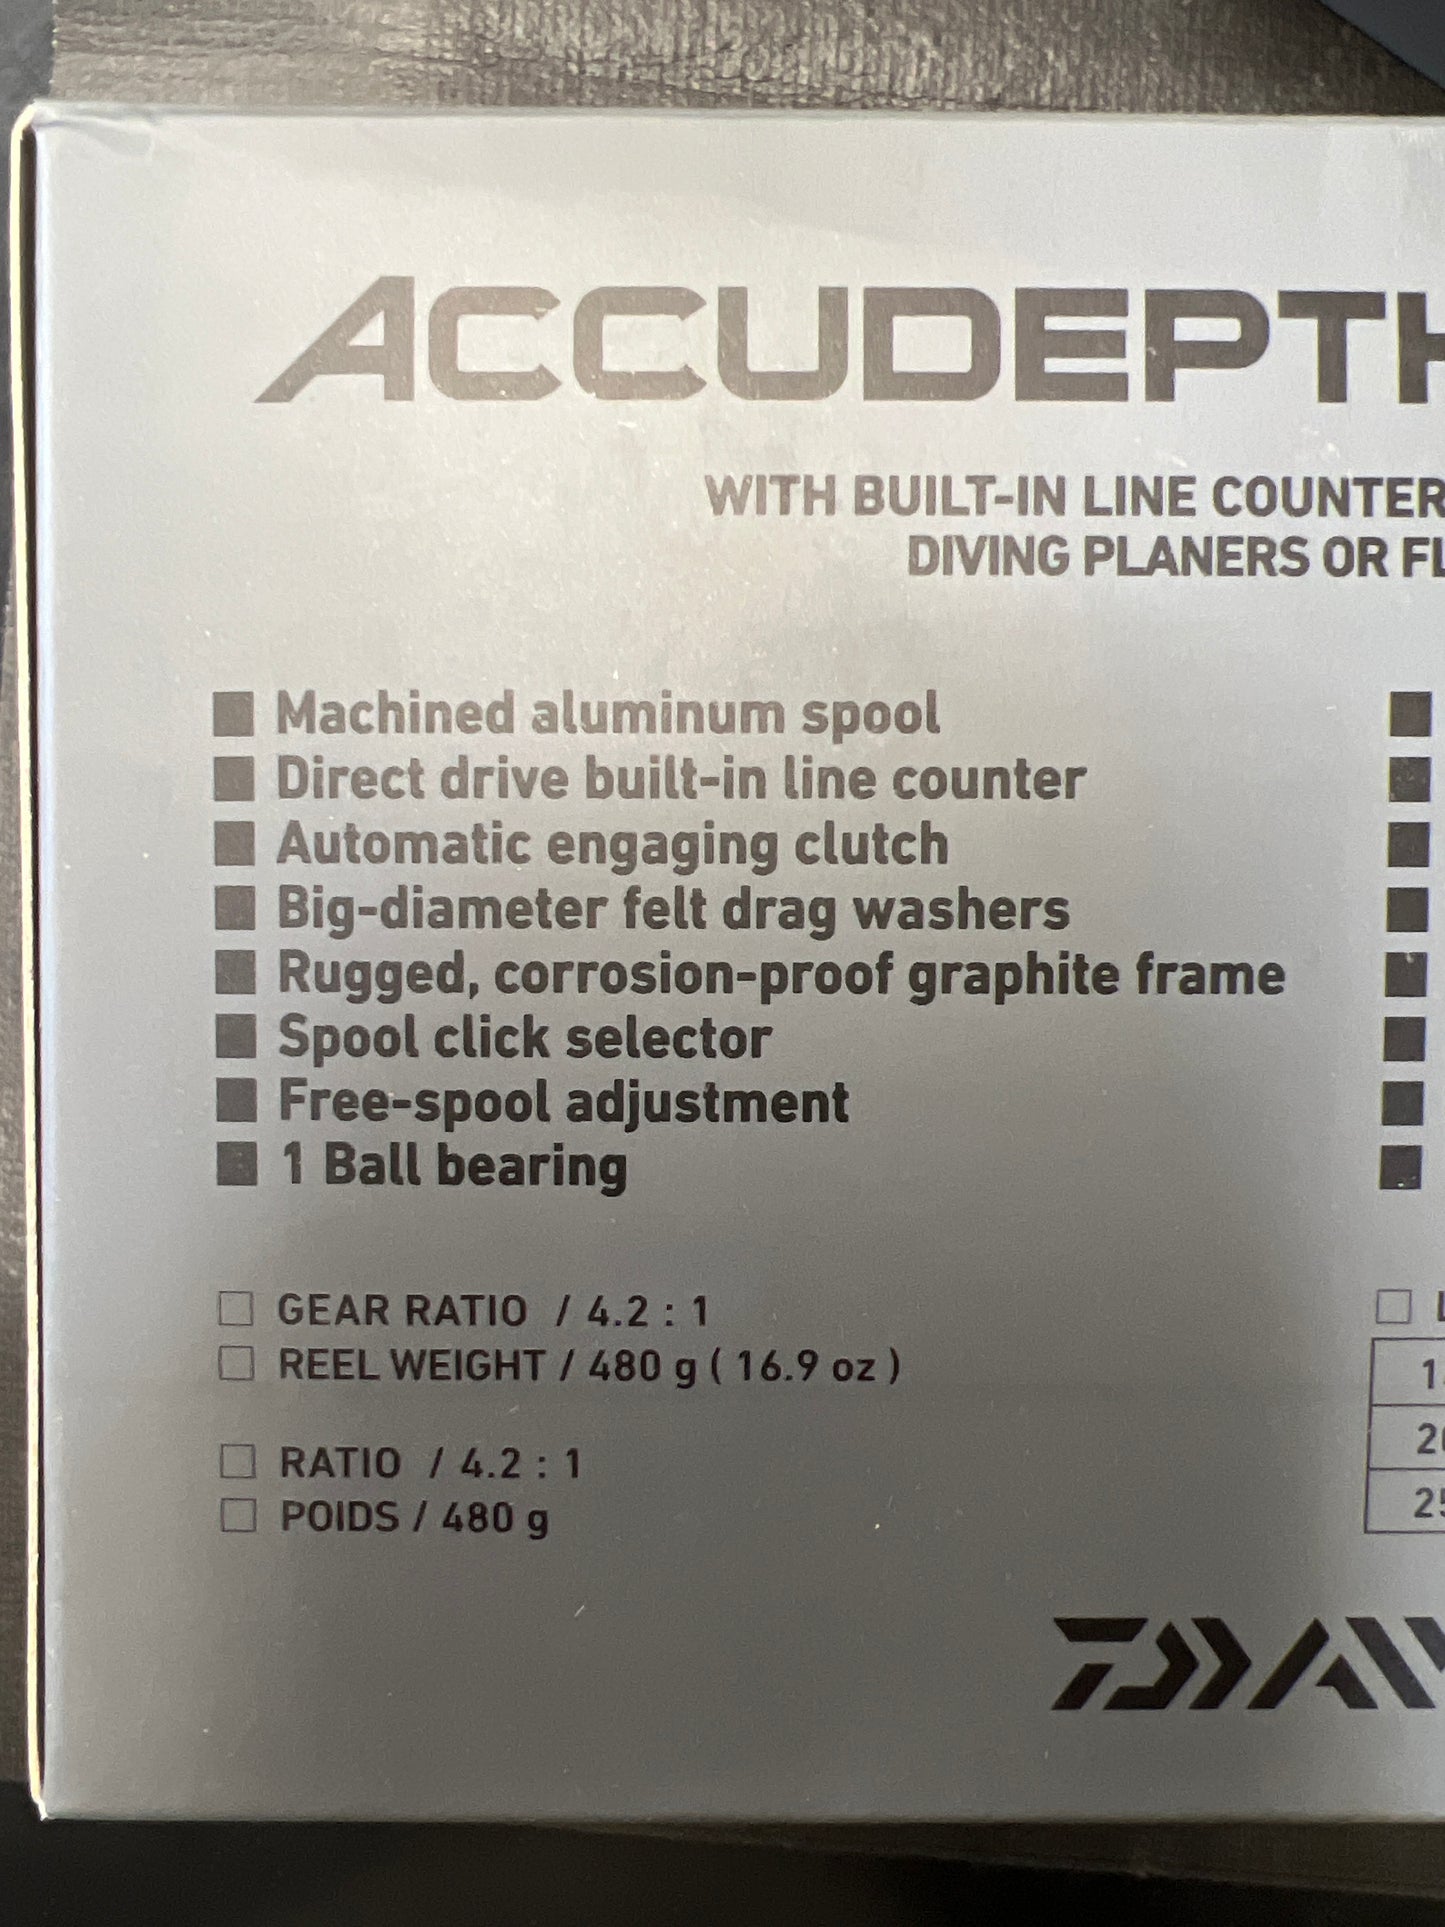 ACCUDEPTH
WITH BUILT-IN LINE COUNTER
DIVING PLANERS OR
■ Machined aluminum spool
■ Direct drive built-in line counter
■ Automatic engaging clutch
■ Big-diameter felt drag washers
■ Rugged, corrosion-proof graphite frame
■ Spool click selector
■ Free-spool adjustment
■ 1 Ball bearing
□ GEAR RATIO / 4.2 : 1
□ REEL WEIGHT / 480 g ( 16.9 oz )
□ RATIO / 4.2 : 1
□ POIDS / 480 g